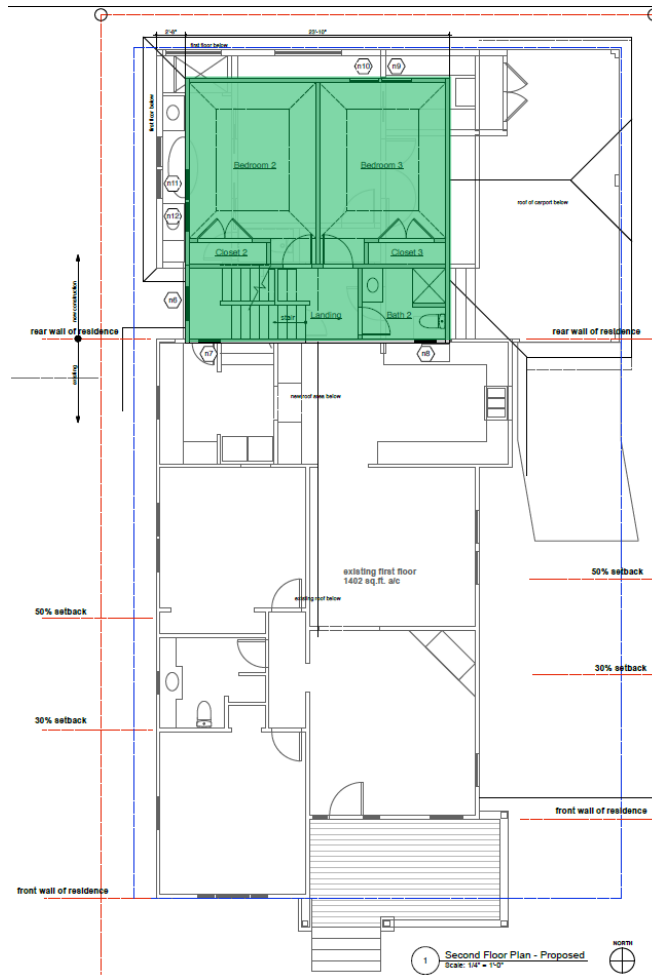 2'-6"
first floor below
n10
n9
first floor below
Bedroom 2
Bedroom 3
n11
n12
roof of carport below
Closet 2
Closet 3
new construction
n6
stair
Landing
Bath 2
rear wall of residence
rear wall of residence
n7
n8
existing
new roof eaves below
existing first floor
1402 sq.ft. a/c
50% setback
existing roof below
50% setback
30% setback
30% setback
front wall of residence
front wall of residence
NORTH
1
Second Floor Plan - Proposed
Scale: 1/4" = 1'-0"